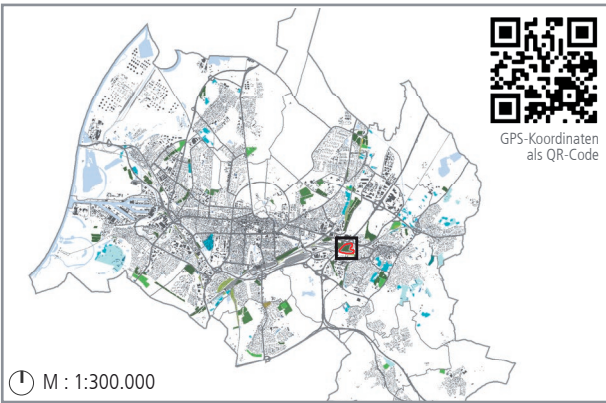 GPS-Koordinaten
als QR-Code
M : 1:300.000